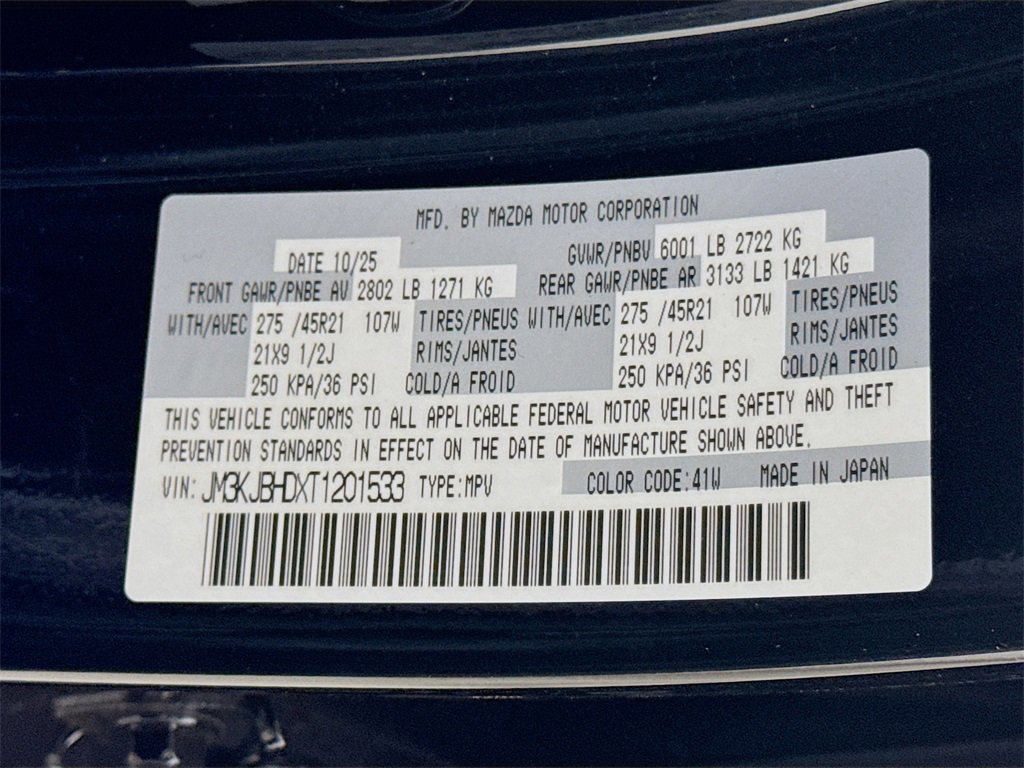 MFD. BY MAZDA MOTOR CORPORATION
DATE 10/25 GVWR/PNBV 6001 LB 2722 KG
FRONT GAWR/PNBE AV 2802 LB 1271 KG REAR GAWR/PNBE AR 3133 LB 1421 KG
WITH/AVEC 275 /45R21 107W TIRES/PNEUS WITH/AVEC 275 /45R21 107W TIRES/PNEUS
21X9 1/2J RIMS/JANTES 21X9 1/2J RIMS/JANTES
250 KPA/36 PSI COLD/A FROID 250 KPA/36 PSI COLD/A FROID
THIS VEHICLE CONFORMS TO ALL APPLICABLE FEDERAL MOTOR VEHICLE SAFETY AND THEFT
PREVENTION STANDARDS IN EFFECT ON THE DATE OF MANUFACTURE SHOWN ABOVE.
VIN: JM3KJBHDXT1201533 TYPE:MPV COLOR CODE:41W MADE IN JAPAN